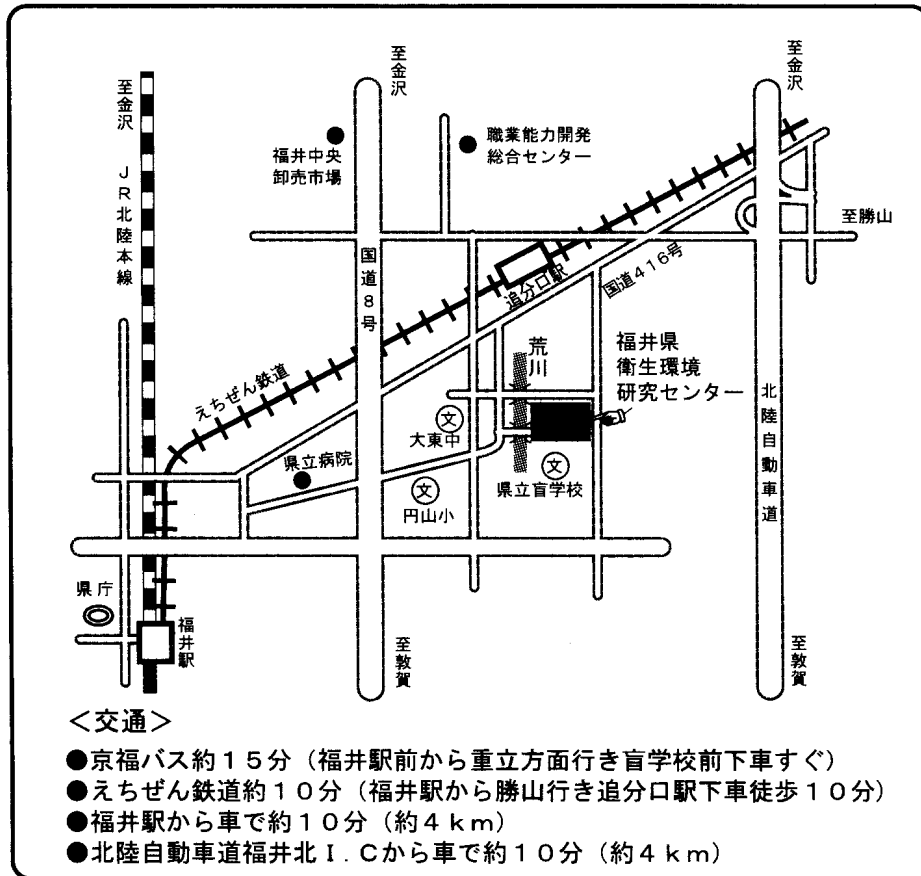 至金沢
至金沢
至金沢
職業能力開発
総合センター
福井中央
卸売市場
JR北陸本線
至勝山
国道8号
追分口駅
国道416号
荒川
福井県
衛生環境
研究センター
えちぜん鉄道
北陸自動車道
文
大東中
県立病院
文
円山小
文
県立盲学校
県庁
福井駅
至敦賀
至敦賀
＜交通＞
●京福バス約１５分（福井駅前から重立方面行き盲学校前下車すぐ）
●えちぜん鉄道約１０分（福井駅から勝山行き追分口駅下車徒歩１０分）
●福井駅から車で約１０分（約４ｋｍ）
●北陸自動車道福井北Ｉ．Ｃから車で約１０分（約４ｋｍ）